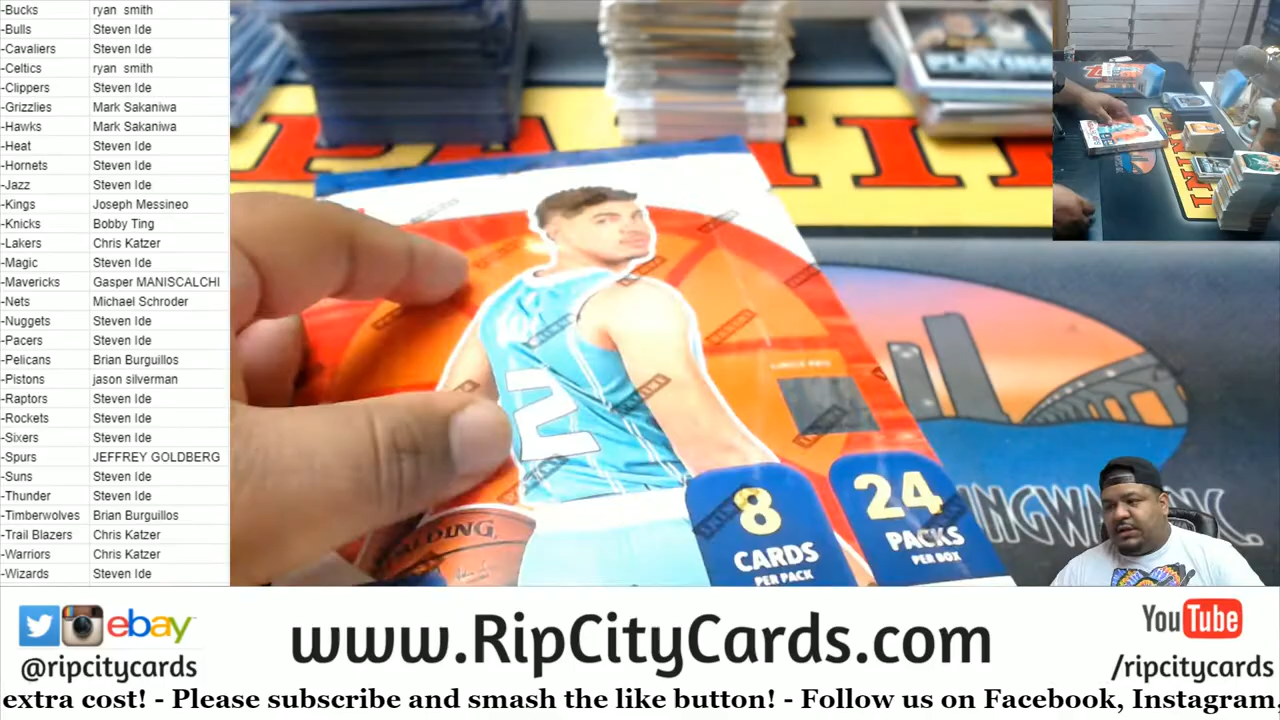 -Bucks ryan smith
-Bulls Steven Ide
-Cavaliers Steven Ide
-Celtics ryan smith
-Clippers Steven Ide
-Grizzlies Mark Sakaniwa
-Hawks Mark Sakaniwa
-Heat Steven Ide
-Hornets Steven Ide
-Jazz Steven Ide
-Kings Joseph Messineo
-Knicks Bobby Ting
-Lakers Chris Katzer
-Magic Steven Ide
-Mavericks Gasper MANISCALCHI
-Nets Michael Schroder
-Nuggets Steven Ide
-Pacers Steven Ide
-Pelicans Brian Burguillos
-Pistons jason silverman
-Raptors Steven Ide
-Rockets Steven Ide
-Sixers Steven Ide
-Spurs JEFFREY GOLDBERG
-Suns Steven Ide
-Thunder Steven Ide
-Timberwolves Brian Burguillos
-Trail Blazers Chris Katzer
-Warriors Chris Katzer
-Wizards Steven Ide
PANINI
2
SPALDING
8
CARDS
PER PACK
24
PACKS
PER BOX
ebay
@ripcitycards
www.RipCityCards.com
YouTube
/ripcitycards
extra cost! - Please subscribe and smash the like button! - Follow us on Facebook, Instagram,